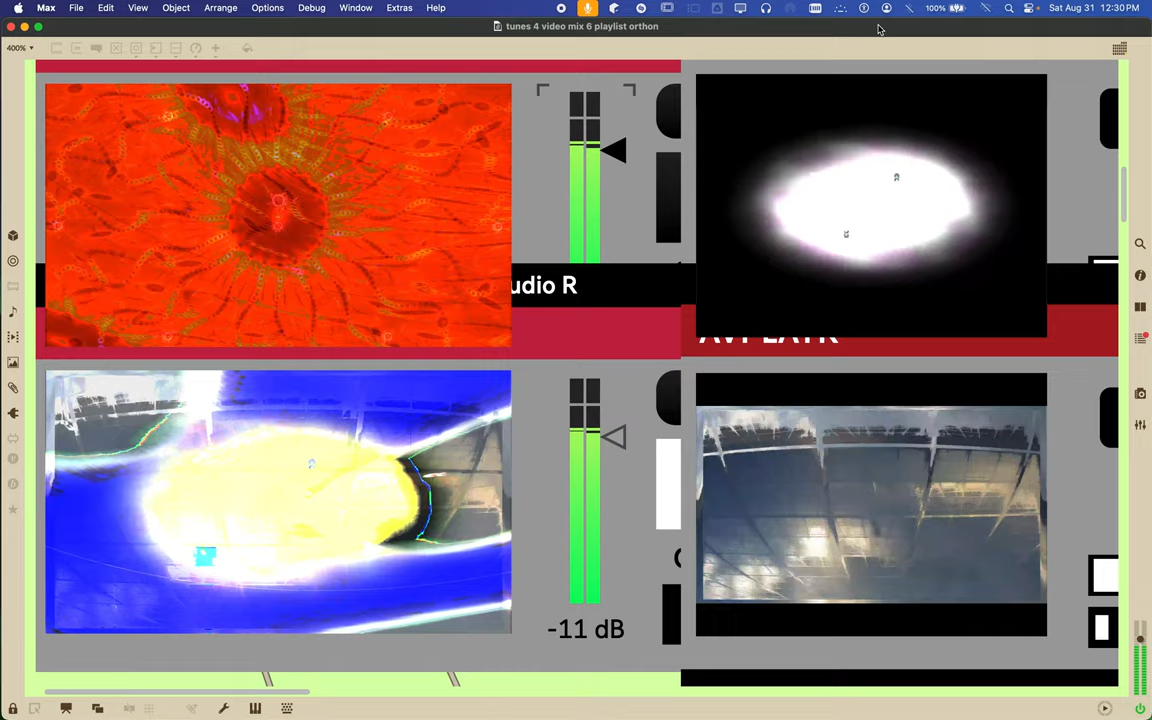 Max File Edit View Object Arrange Options Debug Window Extras Help 100% Sat Aug 31 12:30 PM
tunes 4 video mix 6 playlist orthon
400%
udio R
-11 dB